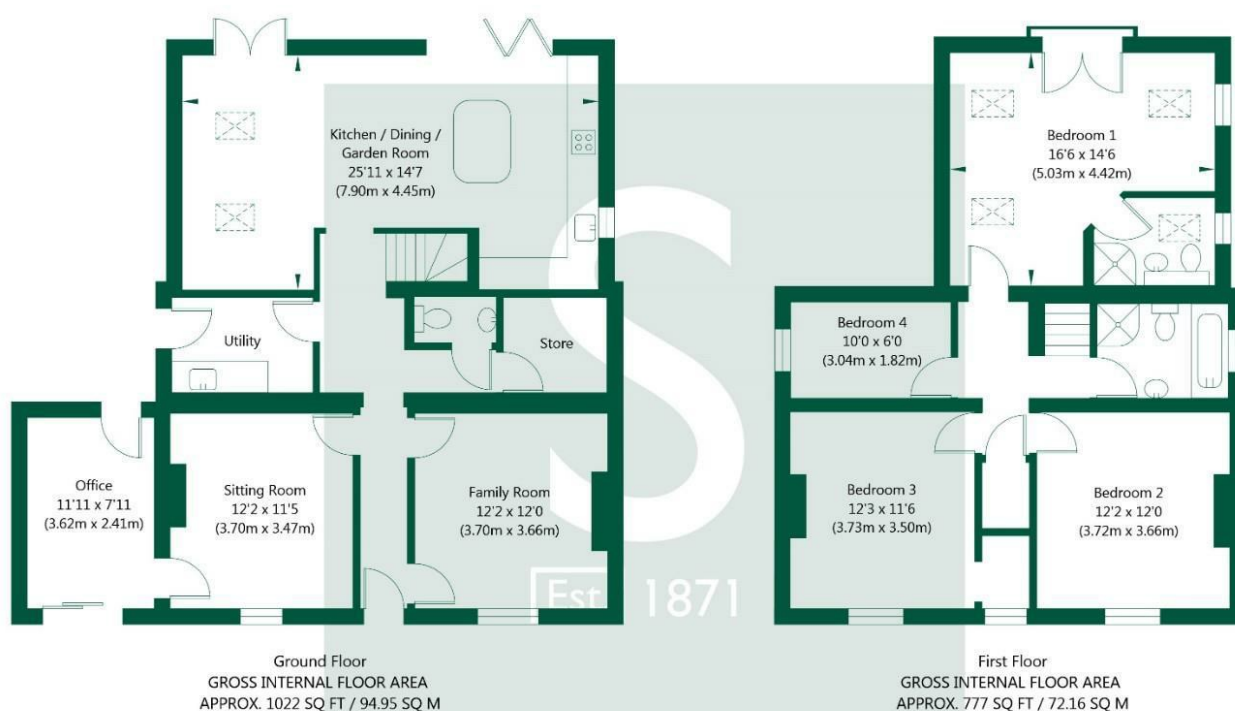 Kitchen / Dining /
Garden Room
25'11 x 14'7
(7.90m x 4.45m)
Utility
Store
Office
11'11 x 7'11
(3.62m x 2.41m)
Sitting Room
12'2 x 11'5
(3.70m x 3.47m)
Family Room
12'2 x 12'0
(3.70m x 3.66m)
Ground Floor
GROSS INTERNAL FLOOR AREA
APPROX. 1022 SQ FT / 94.95 SQ M
Bedroom 1
16'6 x 14'6
(5.03m x 4.42m)
Bedroom 4
10'0 x 6'0
(3.04m x 1.82m)
Bedroom 3
12'3 x 11'6
(3.73m x 3.50m)
Bedroom 2
12'2 x 12'0
(3.72m x 3.66m)
First Floor
GROSS INTERNAL FLOOR AREA
APPROX. 777 SQ FT / 72.16 SQ M
S
Est 1871